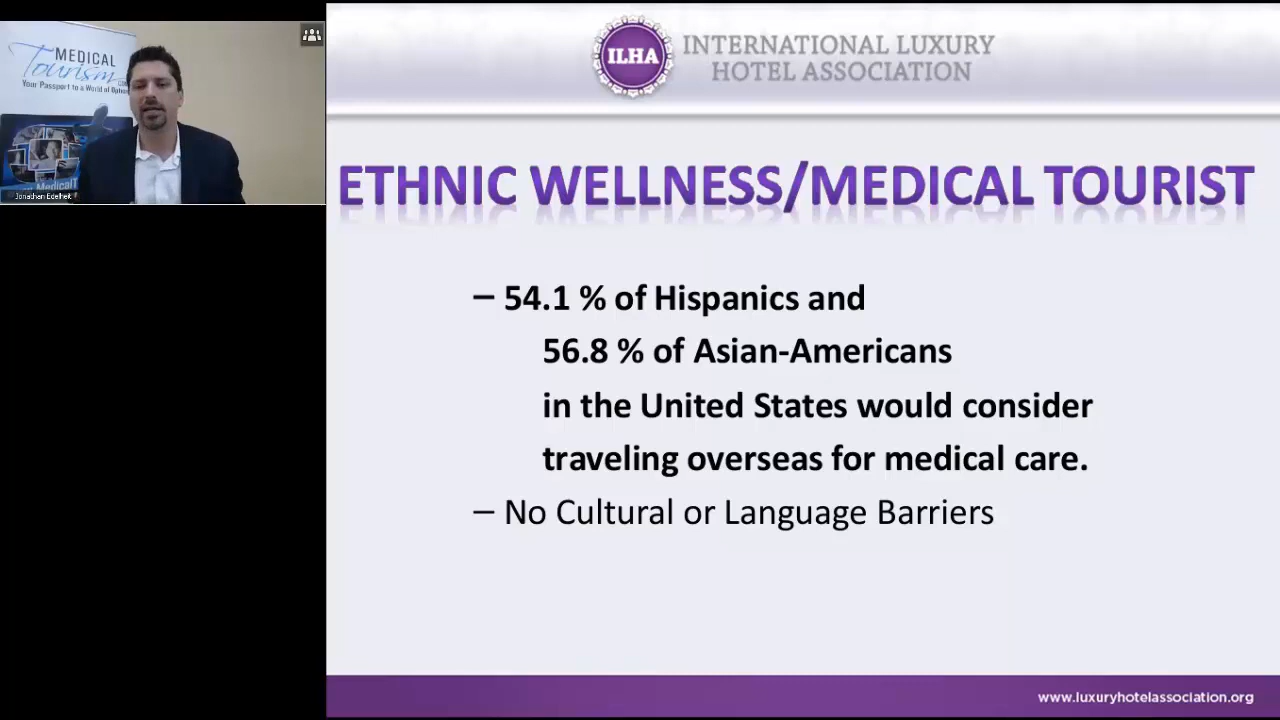 MEDICAL
Tourism
Your Passport to a World of
Jonathan Edelheit
ILHA
INTERNATIONAL LUXURY
HOTEL ASSOCIATION
ETHNIC WELLNESS/MEDICAL TOURIST
– 54.1 % of Hispanics and
56.8 % of Asian-Americans
in the United States would consider
traveling overseas for medical care.
– No Cultural or Language Barriers
www.luxuryhotelassociation.org